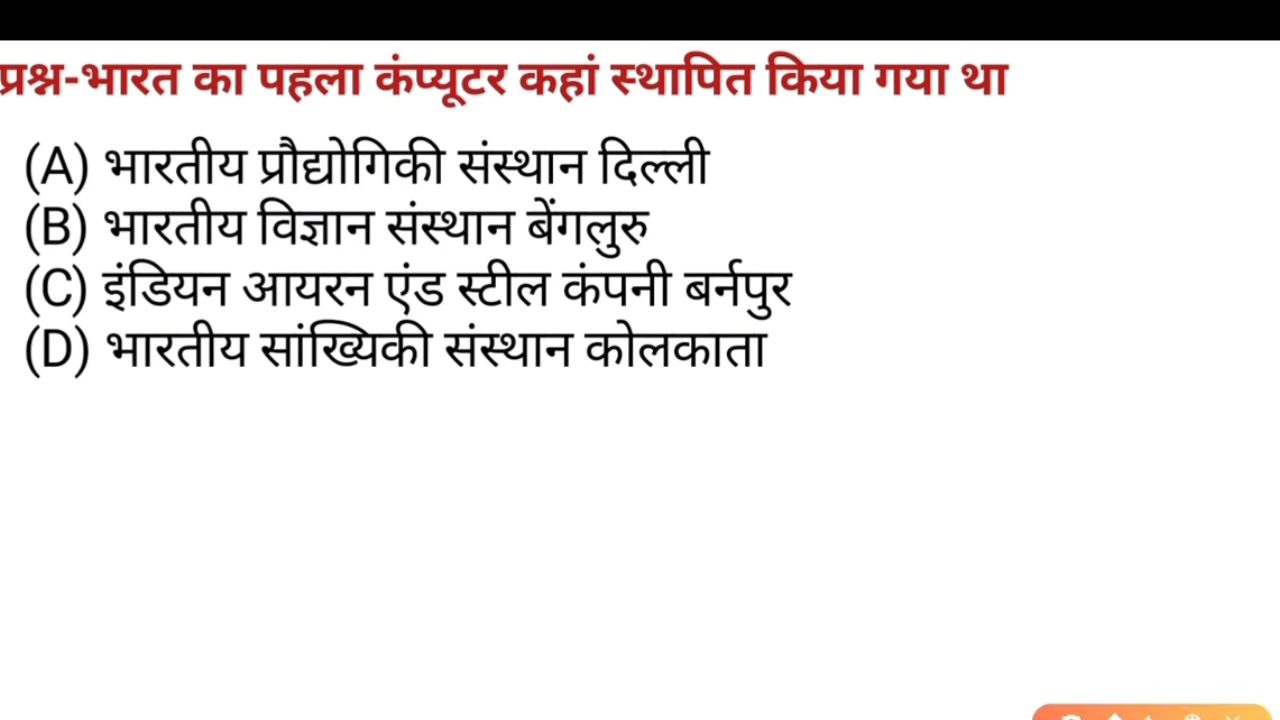 प्रश्न-भारत का पहला कंप्यूटर कहां स्थापित किया गया था
(A) भारतीय प्रौद्योगिकी संस्थान दिल्ली
(B) भारतीय विज्ञान संस्थान बेंगलुरु
(C) इंडियन आयरन एंड स्टील कंपनी बर्नपुर
(D) भारतीय सांख्यिकी संस्थान कोलकाता